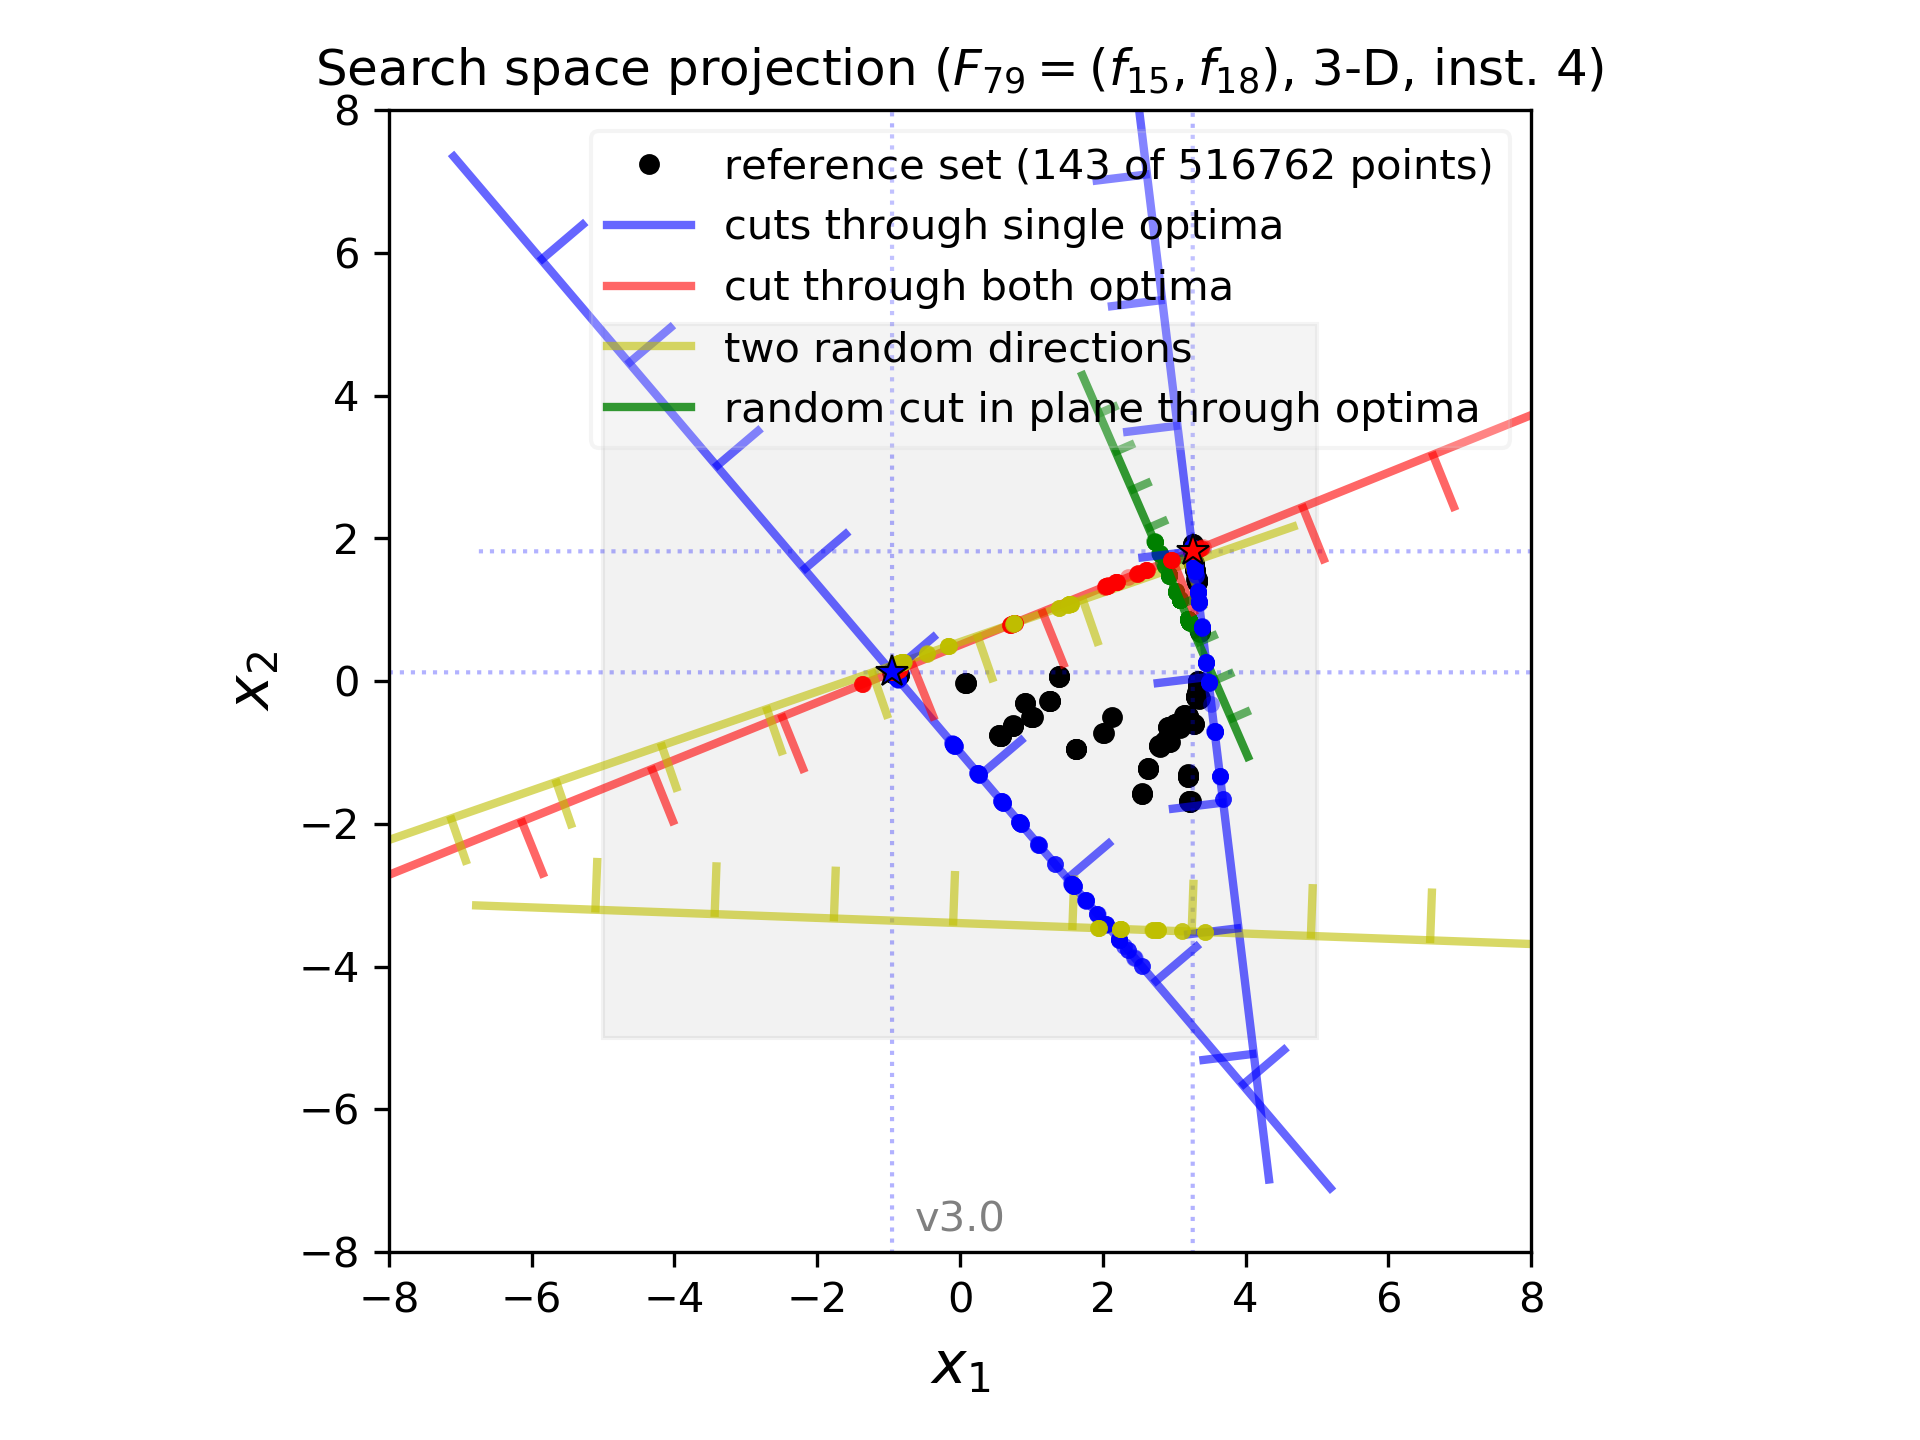 Search space projection (F79 = (f15, f18), 3-D, inst. 4)
8
6
4
2
0
−2
−4
−6
−8
x2
reference set (143 of 516762 points)
cuts through single optima
cut through both optima
two random directions
random cut in plane through optima
v3.0
−8 −6 −4 −2 0 2 4 6 8
x1